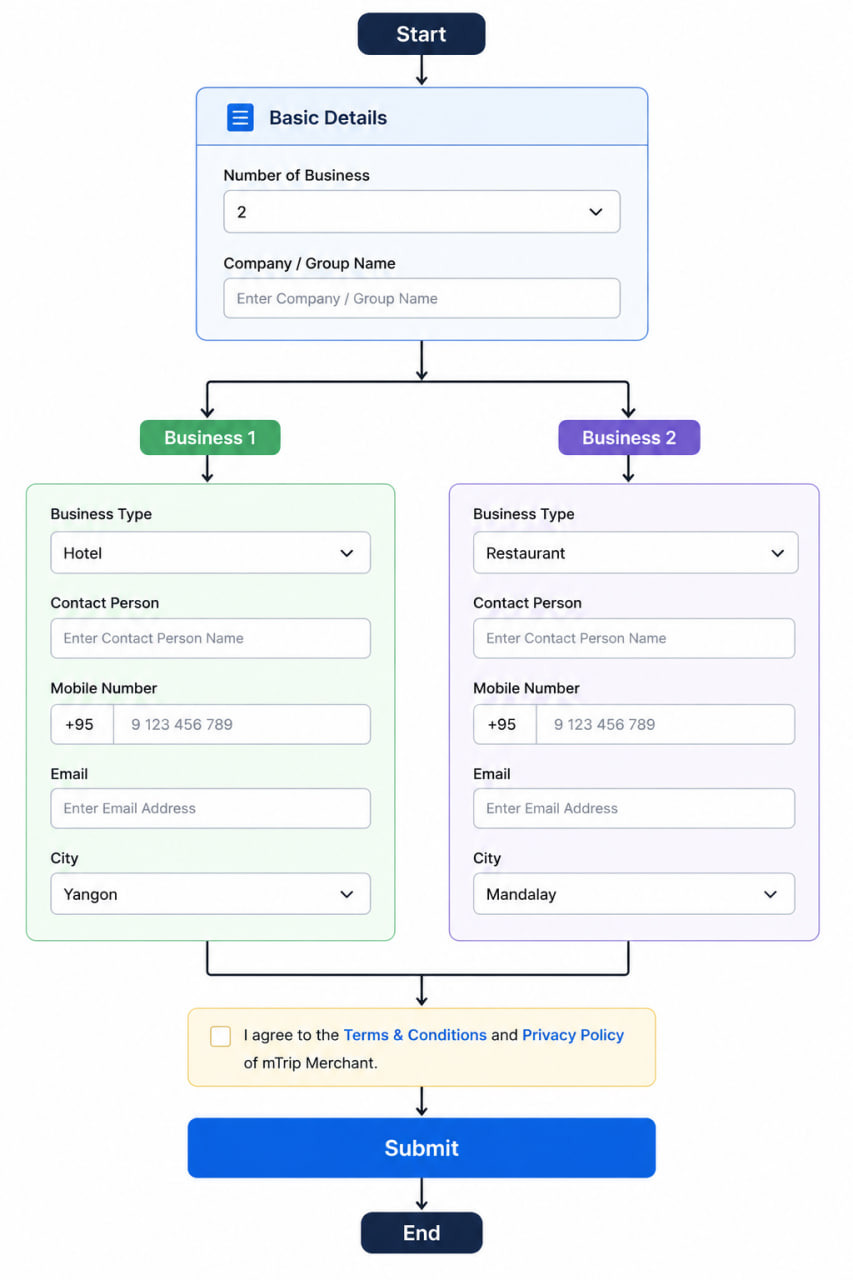 Start
Basic Details
Number of Business
2
Company / Group Name
Enter Company / Group Name
Business 1
Business Type
Hotel
Contact Person
Enter Contact Person Name
Mobile Number
+95 9 123 456 789
Email
Enter Email Address
City
Yangon
Business 2
Business Type
Restaurant
Contact Person
Enter Contact Person Name
Mobile Number
+95 9 123 456 789
Email
Enter Email Address
City
Mandalay
I agree to the Terms & Conditions and Privacy Policy
of mTrip Merchant.
Submit
End